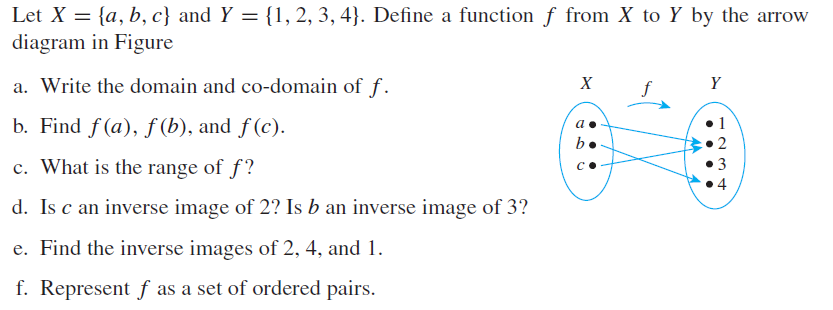 Let X = {a, b, c} and Y = {1, 2, 3, 4}. Define a function f from X to Y by the arrow
diagram in Figure
a. Write the domain and co-domain of f.
b. Find f(a), f(b), and f(c).
c. What is the range of f?
d. Is c an inverse image of 2? Is b an inverse image of 3?
e. Find the inverse images of 2, 4, and 1.
f. Represent f as a set of ordered pairs.
X f Y
a • • 1
b • • 2
c • • 3
• 4